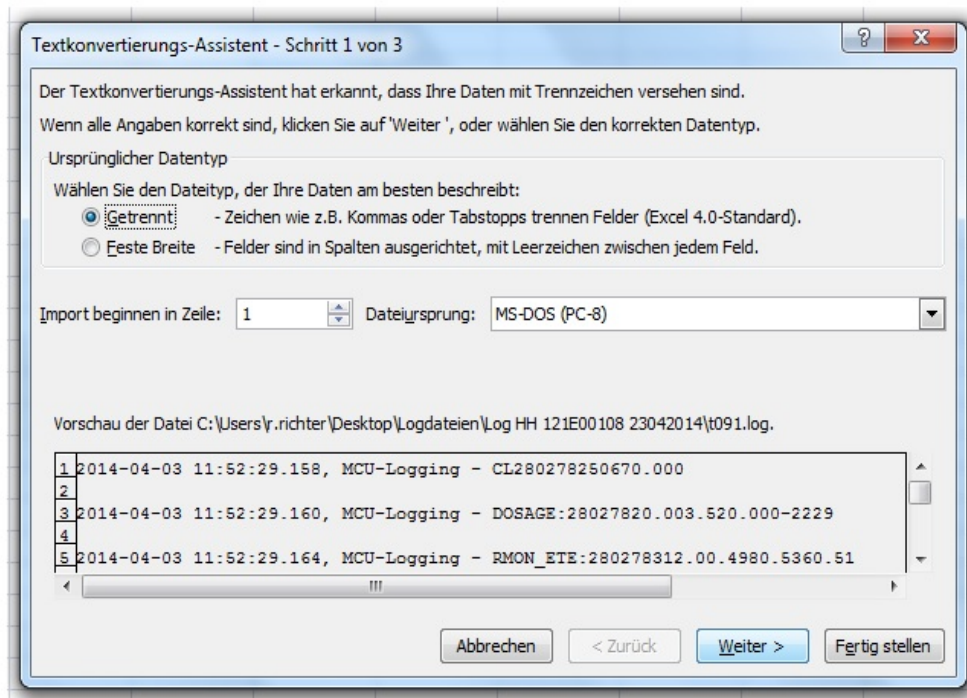 Textkonvertierungs-Assistent - Schritt 1 von 3
Der Textkonvertierungs-Assistent hat erkannt, dass Ihre Daten mit Trennzeichen versehen sind.
Wenn alle Angaben korrekt sind, klicken Sie auf 'Weiter ', oder wählen Sie den korrekten Datentyp.
Ursprünglicher Datentyp
Wählen Sie den Dateityp, der Ihre Daten am besten beschreibt:
Getrennt - Zeichen wie z.B. Kommas oder Tabstopps trennen Felder (Excel 4.0-Standard).
Feste Breite - Felder sind in Spalten ausgerichtet, mit Leerzeichen zwischen jedem Feld.
Import beginnen in Zeile: 1 Dateiursprung: MS-DOS (PC-8)
Vorschau der Datei C:\Users\r.richter\Desktop\Logdateien\Log HH 121E00108 23042014\t091.log.
1 2014-04-03 11:52:29.158, MCU-Logging - CL280278250670.000
2
3 2014-04-03 11:52:29.160, MCU-Logging - DOSAGE:28027820.003.520.000-2229
4
5 2014-04-03 11:52:29.164, MCU-Logging - RMON_ETE:280278312.00.4980.5360.51
Abbrechen < Zurück Weiter > Fertig stellen